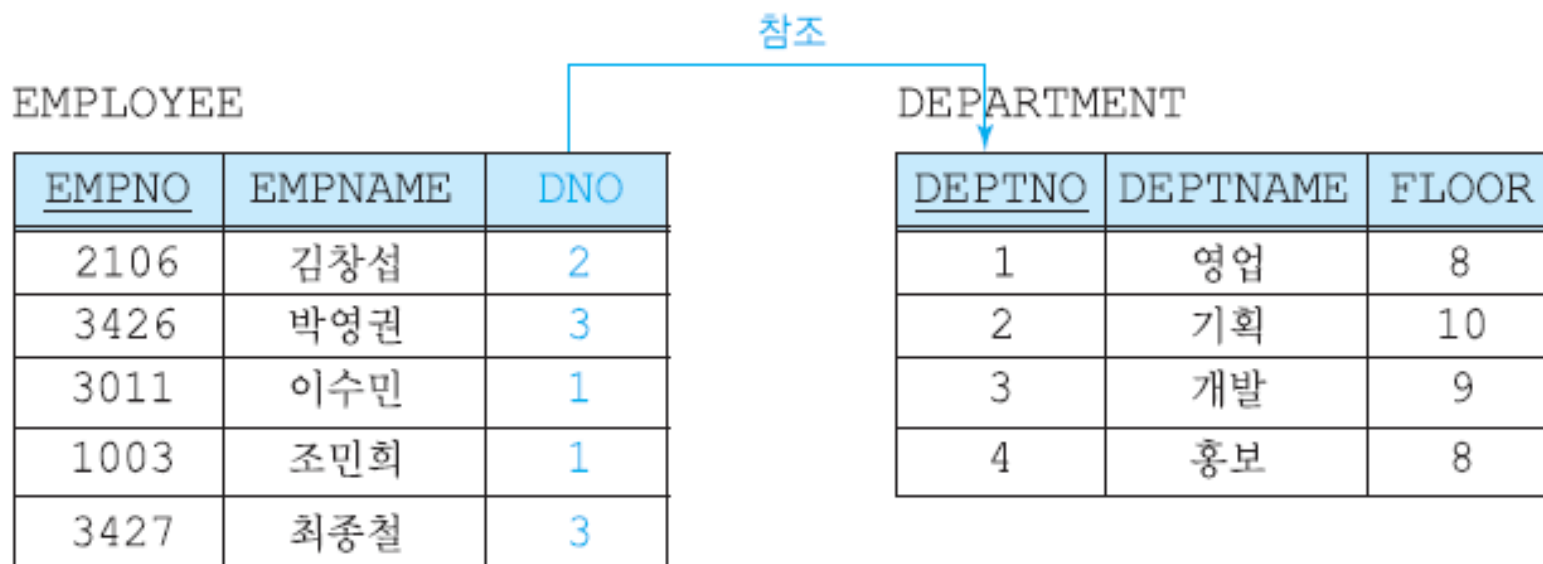 참조
EMPLOYEE
EMPNO EMPNAME DNO
2106 김창섭 2
3426 박영권 3
3011 이수민 1
1003 조민희 1
3427 최종철 3
DEPARTMENT
DEPTNO DEPTNAME FLOOR
1 영업 8
2 기획 10
3 개발 9
4 홍보 8